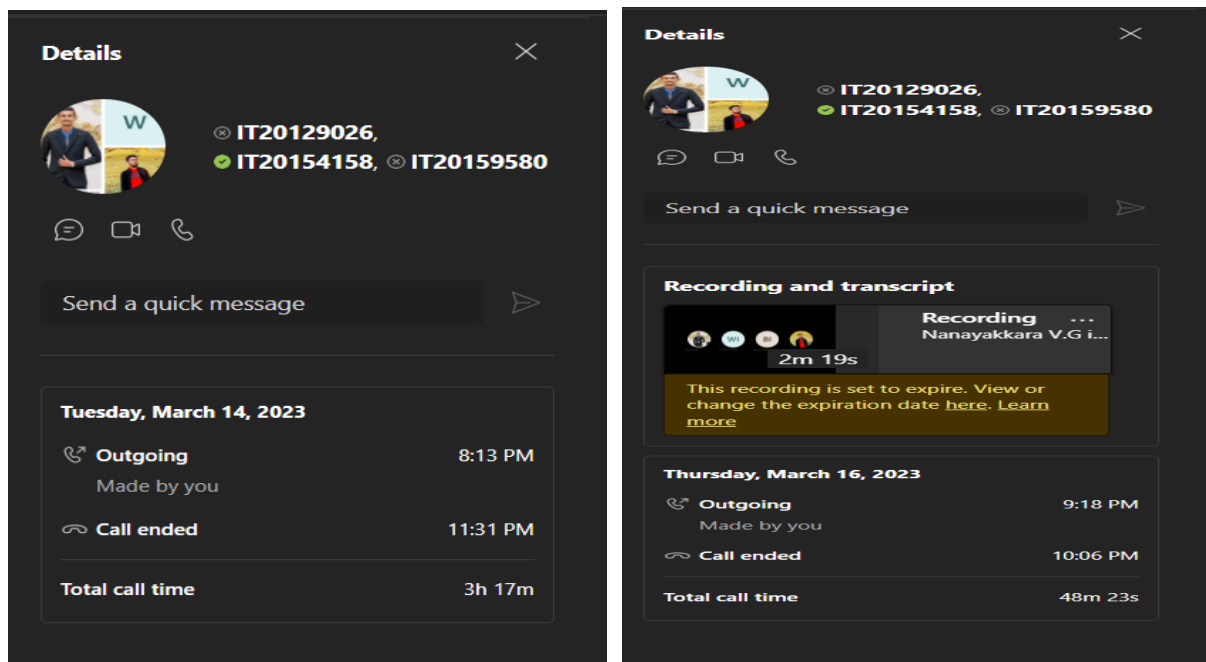 Details
W
IT20129026,
IT20154158, IT20159580
Send a quick message
Tuesday, March 14, 2023
Outgoing 8:13 PM
Made by you
Call ended 11:31 PM
Total call time 3h 17m
Details
W
IT20129026,
IT20154158, IT20159580
Send a quick message
Recording and transcript
Recording ...
Nanayakkara V.G i...
WI
2m 19s
This recording is set to expire. View or
change the expiration date here. Learn
more
Thursday, March 16, 2023
Outgoing 9:18 PM
Made by you
Call ended 10:06 PM
Total call time 48m 23s